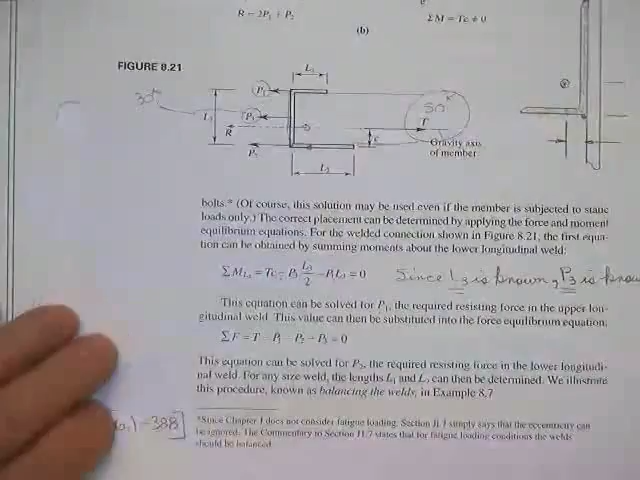 R = 2P₁ + P₂
ΣM = Tc ≠ 0
(b)
FIGURE 8.21
L₁
P₁
30k
50k
L₃
P₃
T
R
c
Gravity axis
of member
P₂
L₂
bolts.* (Of course, this solution may be used even if the member is subjected to static
loads only.) The correct placement can be determined by applying the force and moment
equilibrium equations. For the welded connection shown in Figure 8.21, the first equa-
tion can be obtained by summing moments about the lower longitudinal weld:
Since L₃ is known, P₃ is know
This equation can be solved for P₁, the required resisting force in the upper lon-
gitudinal weld. This value can then be substituted into the force equilibrium equation:
ΣF = T − P₁ − P₂ − P₃ = 0
This equation can be solved for P₂, the required resisting force in the lower longitudi-
nal weld. For any size weld, the lengths L₁ and L₂ can then be determined. We illustrate
this procedure, known as balancing the welds, in Example 8.7
-388]
*Since Chapter J does not consider fatigue loading, Section J1.7 simply says that the eccentricity can
be ignored. The Commentary to Section J1.7 states that for fatigue loading conditions the welds
should be balanced.